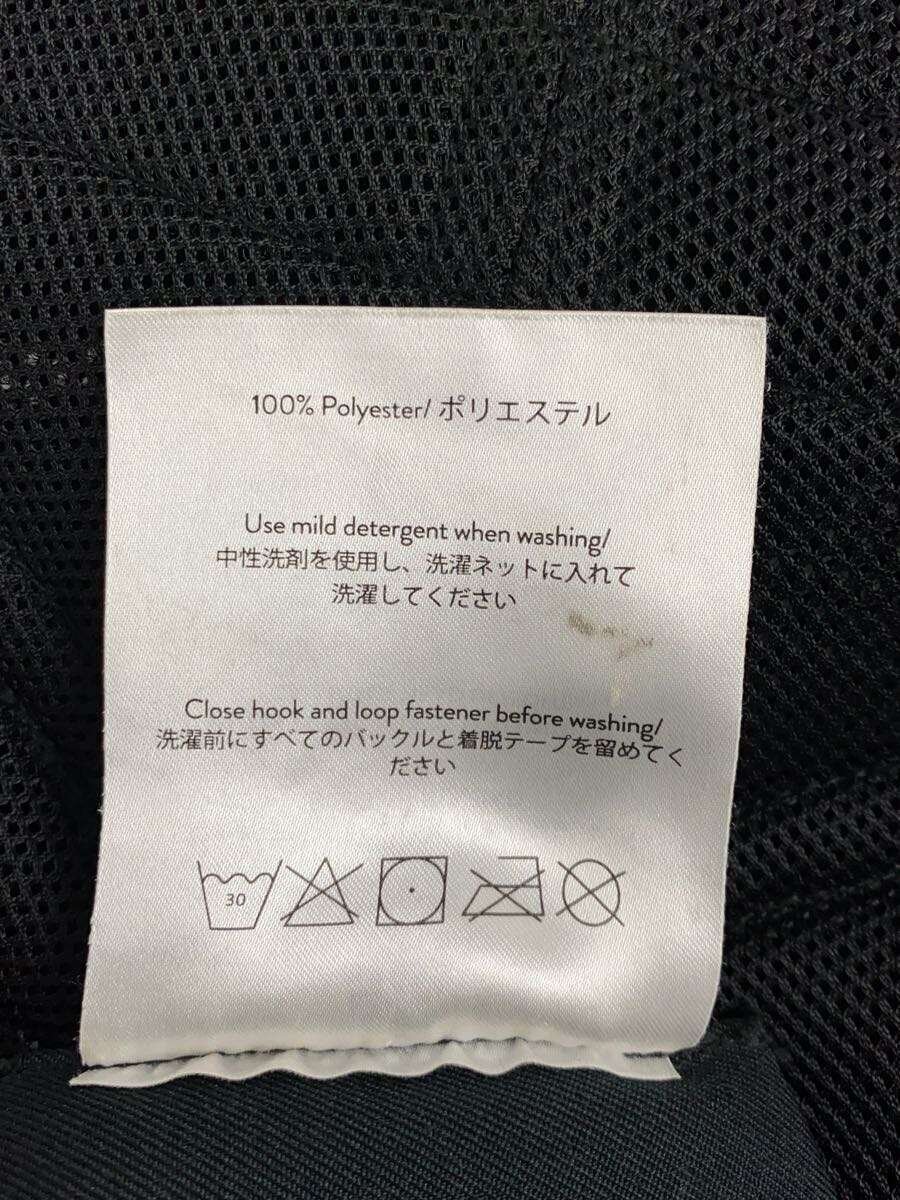 100% Polyester/ ポリエステル
Use mild detergent when washing/
中性洗剤を使用し、洗濯ネットに入れて
洗濯してください
Close hook and loop fastener before washing/
洗濯前にすべてのバックルと着脱テープを留めてく
ださい
30